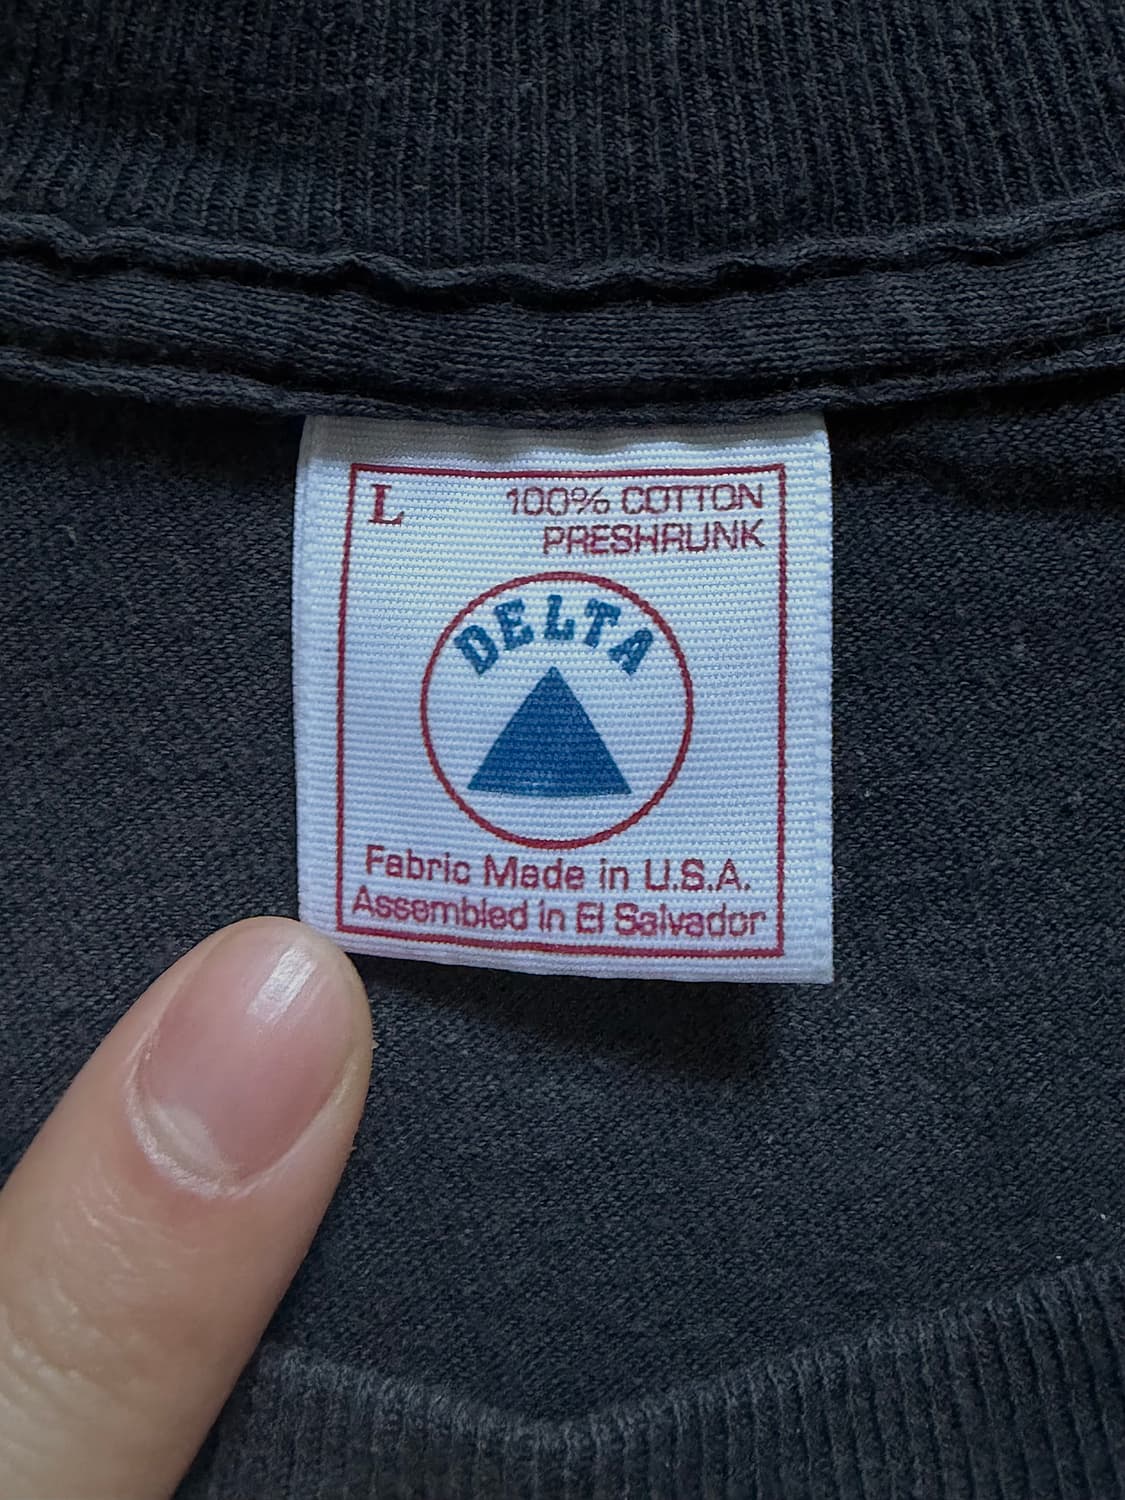 L 100% COTTON
PRESHRUNK
DELTA
Fabric Made in U.S.A.
Assembled in El Salvador